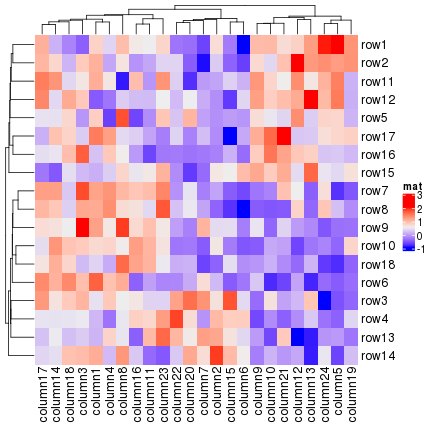 row1
row2
row11
row12
row5
row17
row16
row15
row7
row8
row9
row10
row18
row6
row3
row4
row13
row14
mat
3
2
1
0
-1
column17
column14
column18
column3
column1
column4
column8
column16
column11
column23
column22
column20
column7
column2
column15
column6
column9
column10
column21
column12
column13
column24
column5
column19